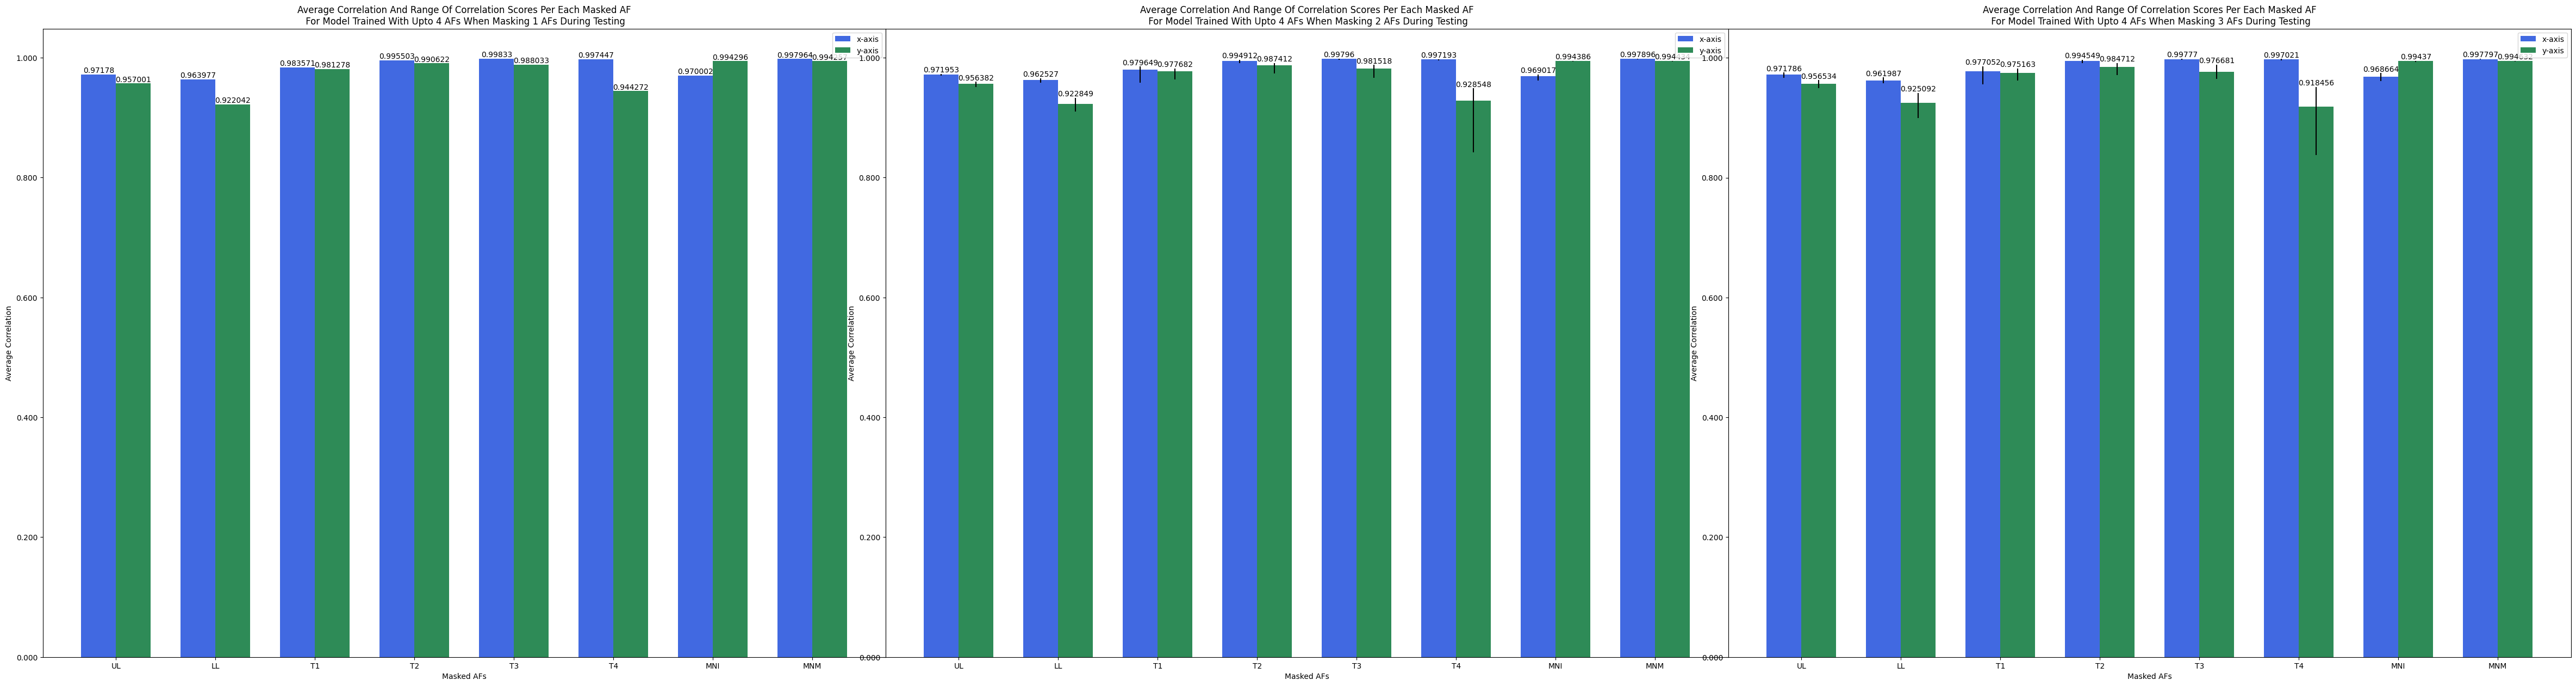 Average Correlation And Range Of Correlation Scores Per Each Masked AF
For Model Trained With Upto 4 AFs When Masking 1 AFs During Testing
x-axis
y-axis
0.97178 0.957001 0.963977 0.922042 0.983571 0.981278 0.995503 0.990622 0.99833 0.988033 0.997447 0.944272 0.970002 0.994296 0.997964
1.000
0.800
0.600
0.400
0.200
0.000
Average Correlation
UL LL T1 T2 T3 T4 MNI MNM
Masked AFs
Average Correlation And Range Of Correlation Scores Per Each Masked AF
For Model Trained With Upto 4 AFs When Masking 2 AFs During Testing
x-axis
y-axis
0.971953 0.956382 0.962527 0.922849 0.979649 0.977682 0.994912 0.987412 0.99796 0.981518 0.997193 0.928548 0.969017 0.994386 0.997896
1.000
0.800
0.600
0.400
0.200
0.000
Average Correlation
UL LL T1 T2 T3 T4 MNI MNM
Masked AFs
Average Correlation And Range Of Correlation Scores Per Each Masked AF
For Model Trained With Upto 4 AFs When Masking 3 AFs During Testing
x-axis
y-axis
0.971786 0.956534 0.961987 0.925092 0.977052 0.975163 0.994549 0.984712 0.99777 0.976681 0.997021 0.918456 0.968664 0.99437 0.997797
1.000
0.800
0.600
0.400
0.200
0.000
Average Correlation
UL LL T1 T2 T3 T4 MNI MNM
Masked AFs